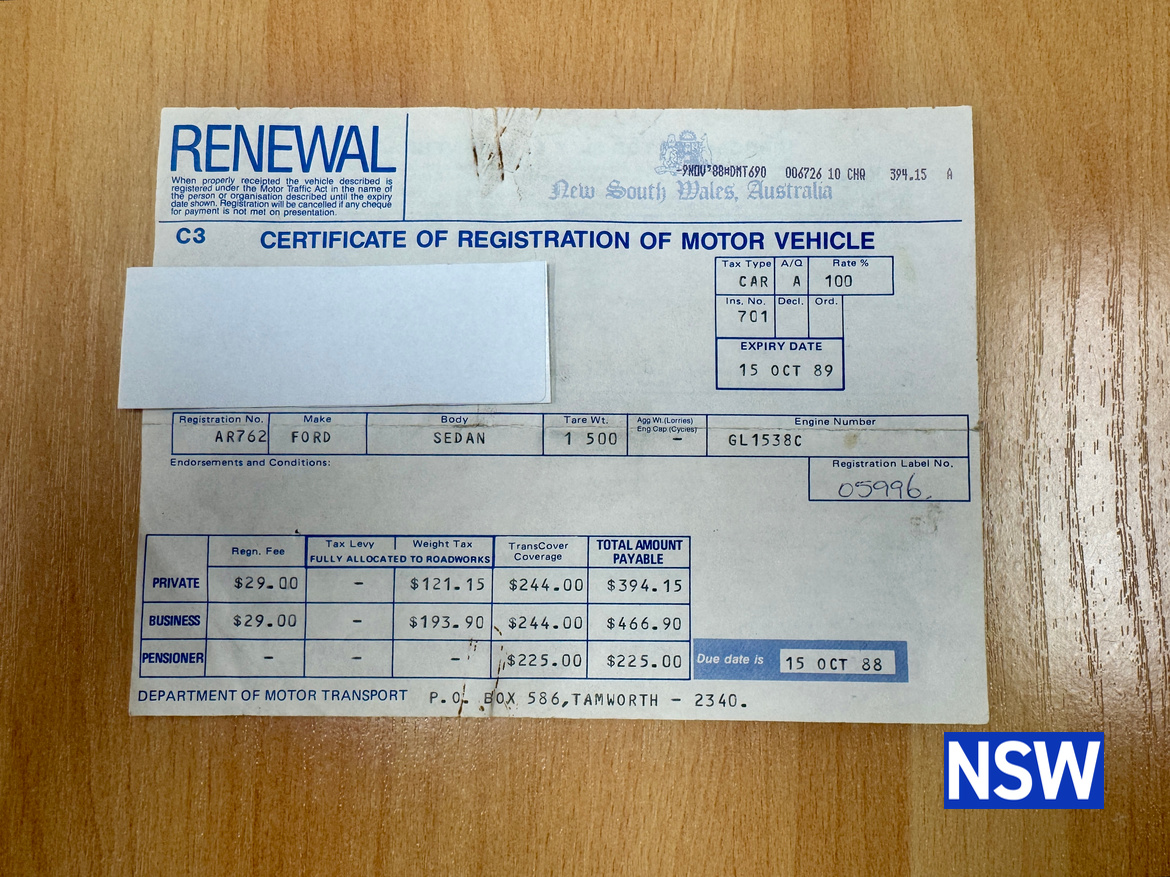 RENEWAL
When properly receipted the vehicle described is
registered under the Motor Traffic Act in the name of
the person or organisation described until the expiry
date shown. Registration will be cancelled if any cheque
for payment is not met on presentation.
-9NOV'88*DMT690 006726 10 CHQ 394.15 A
New South Wales, Australia
C3 CERTIFICATE OF REGISTRATION OF MOTOR VEHICLE
Tax Type A/Q Rate %
CAR A 100
Ins. No. Decl. Ord.
701
EXPIRY DATE
15 OCT 89
Registration No. Make Body Tare Wt. Agg Wt.(Lorries) Engine Number
Eng Cap (Cycles)
AR762 FORD SEDAN 1 500 - GL1538C
Endorsements and Conditions: Registration Label No.
05996.
Regn. Fee Tax Levy Weight Tax TransCover TOTAL AMOUNT
FULLY ALLOCATED TO ROADWORKS Coverage PAYABLE
PRIVATE $29.00 - $121.15 $244.00 $394.15
BUSINESS $29.00 - $193.90 $244.00 $466.90
PENSIONER - - - $225.00 $225.00
Due date is 15 OCT 88
DEPARTMENT OF MOTOR TRANSPORT P.O. BOX 586,TAMWORTH - 2340.
NSW